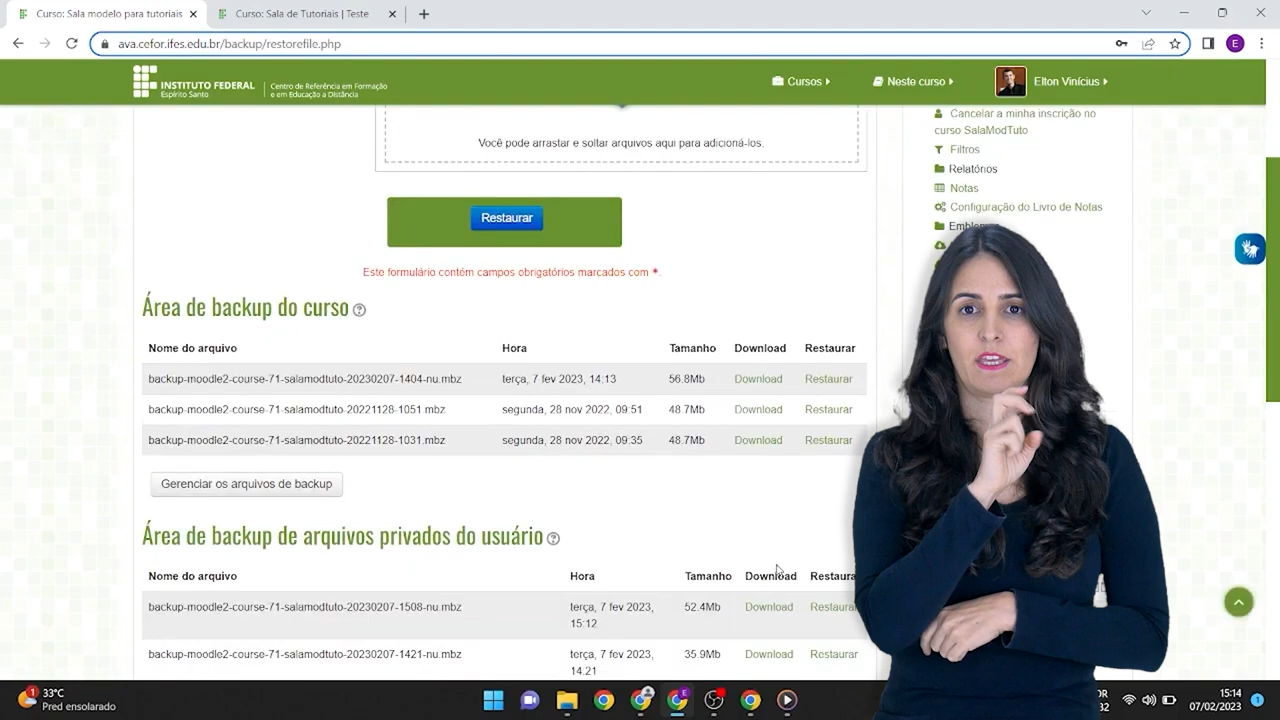 Curso: Sala modelo para tutoriais
Curso: Sala de Tutoriais | Teste
ava.cefor.ifes.edu.br/backup/restorefile.php
E
INSTITUTO FEDERAL
Espírito Santo
Centro de Referência em Formação
e em Educação a Distância
Cursos
Neste curso
Elton Vinícius
Cancelar a minha inscrição no
curso SalaModTuto
Filtros
Relatórios
Notas
Configuração do Livro de Notas
Você pode arrastar e soltar arquivos aqui para adicioná-los.
Restaurar
Este formulário contém campos obrigatórios marcados com *.
Área de backup do curso
Nome do arquivo Hora Tamanho Download Restaurar
backup-moodle2-course-71-salamodtuto-20230207-1404-nu.mbz terça, 7 fev 2023, 14:13 56.8Mb Download Restaurar
backup-moodle2-course-71-salamodtuto-20221128-1051.mbz segunda, 28 nov 2022, 09:51 48.7Mb Download Restaurar
backup-moodle2-course-71-salamodtuto-20221128-1031.mbz segunda, 28 nov 2022, 09:35 48.7Mb Download Restaurar
Gerenciar os arquivos de backup
Área de backup de arquivos privados do usuário
Nome do arquivo Hora Tamanho Download Restaura
backup-moodle2-course-71-salamodtuto-20230207-1508-nu.mbz terça, 7 fev 2023, 52.4Mb Download Restaurar
15:12
backup-moodle2-course-71-salamodtuto-20230207-1421-nu.mbz terça, 7 fev 2023, 35.9Mb Download Restaurar
14:21
1
33°C
Pred ensolarado
15:14
07/02/2023
1